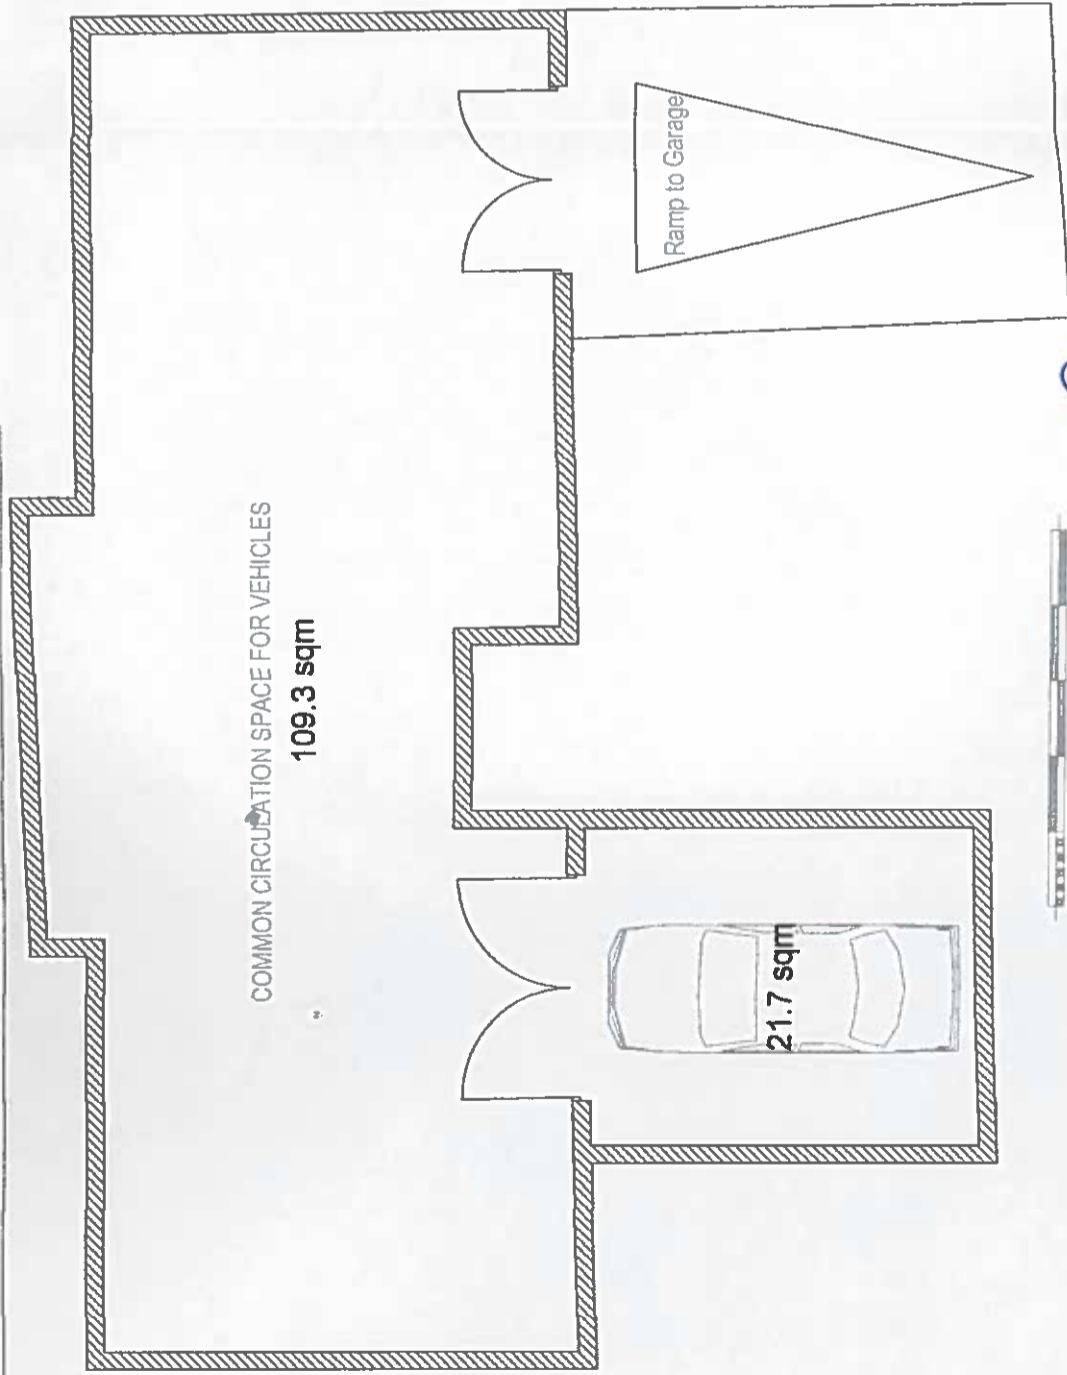 COMMON CIRCULATION SPACE FOR VEHICLES
109.3 sqm
Ramp to Garage
21.7 sqm